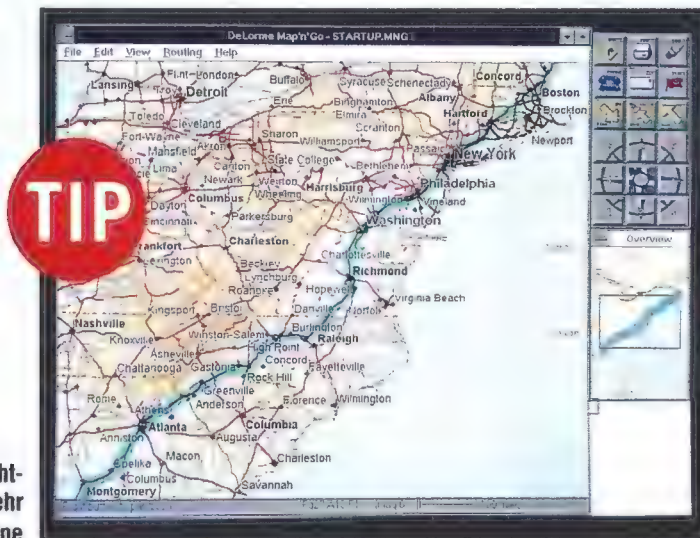 DeLorme Map'n'Go - STARTUP.MNG
File Edit View Routing Help
Lansing Flint-London Buffalo Syracuse Schenectady Concord
Troy Detroit Erie Binghamton Albany Boston
Toledo Elmira Hartford Brockton
Cleveland Scranton
Fort-Wayne Sharon Williamsport Passaic Newport
Mansfield Akron State College New York
Lima Canton Bethlehem
TIP
Newark Weirton Harrisburg Philadelphia
Columbus Wheeling Wilmington Vineland
Dayton Parkersburg Washington
Overview
Charleston Charlottesville
Beckley Richmond
Lynchburg
Roanoke Hopewell
Virginia Beach
Kingsport Bristol Danville Norfolk
Nashville Winston-Salem Burlington
Knoxville High Point Raleigh
Asheville Concord
Chattanooga Gastonia Fayetteville
Rock Hill
Greenville
Rome Anderson Florence Wilmington
Athens
Atlanta Columbia
Anniston Augusta
Macon Charleston
Opelika
Columbus Savannah
Montgomery